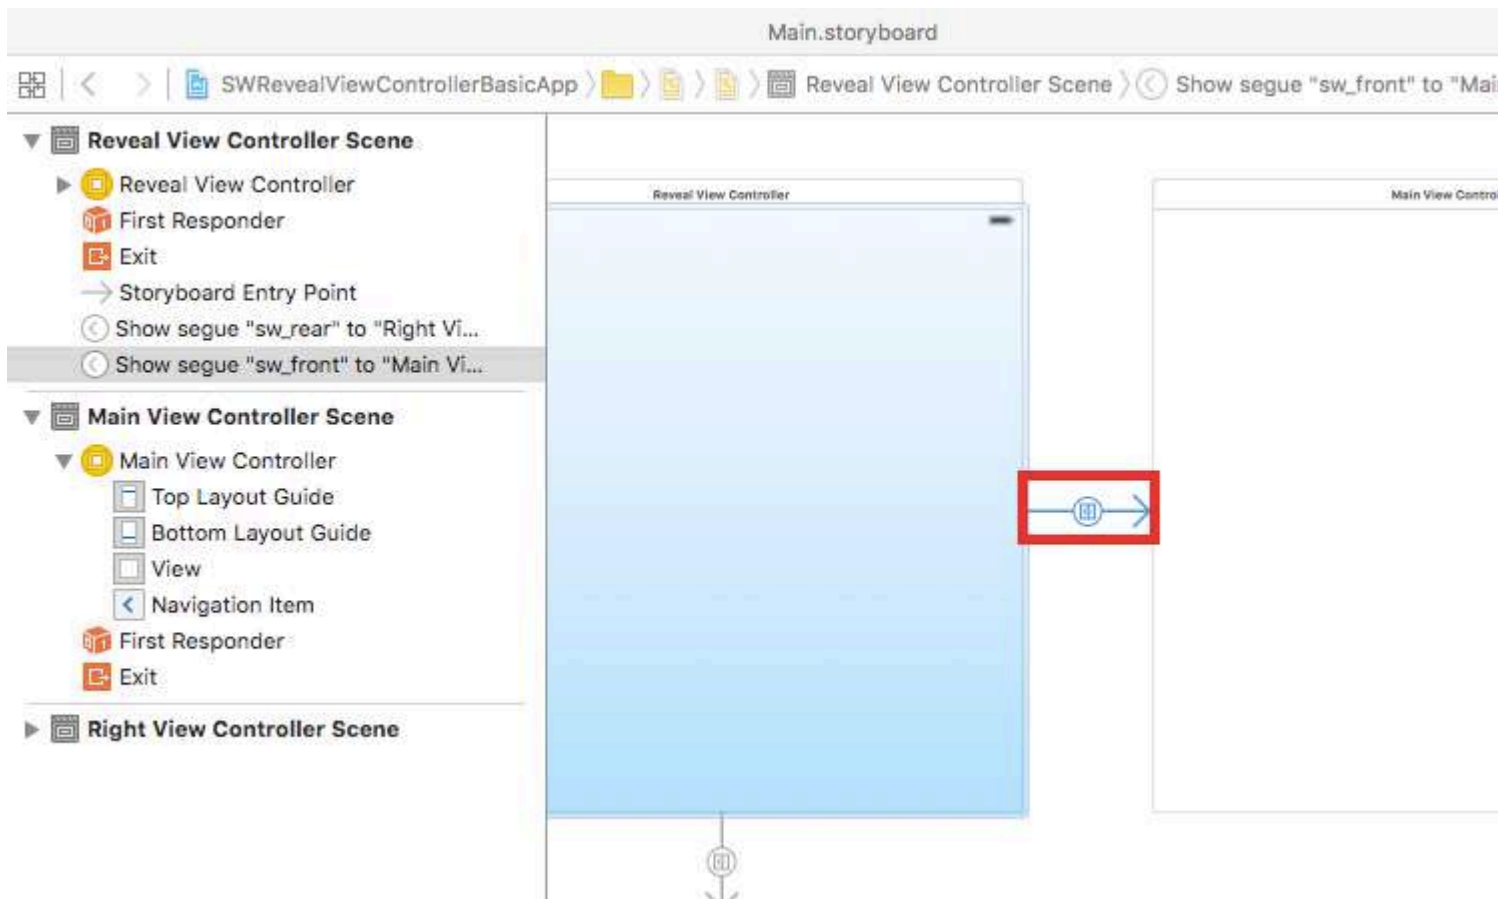 Main.storyboard
SWRevealViewControllerBasicApp Reveal View Controller Scene Show segue "sw_front" to "Mai
Reveal View Controller Scene
Reveal View Controller
First Responder
Exit
Storyboard Entry Point
Show segue "sw_rear" to "Right Vi...
Show segue "sw_front" to "Main Vi...
Main View Controller Scene
Main View Controller
Top Layout Guide
Bottom Layout Guide
View
Navigation Item
First Responder
Exit
Right View Controller Scene
Reveal View Controller
Main View Control